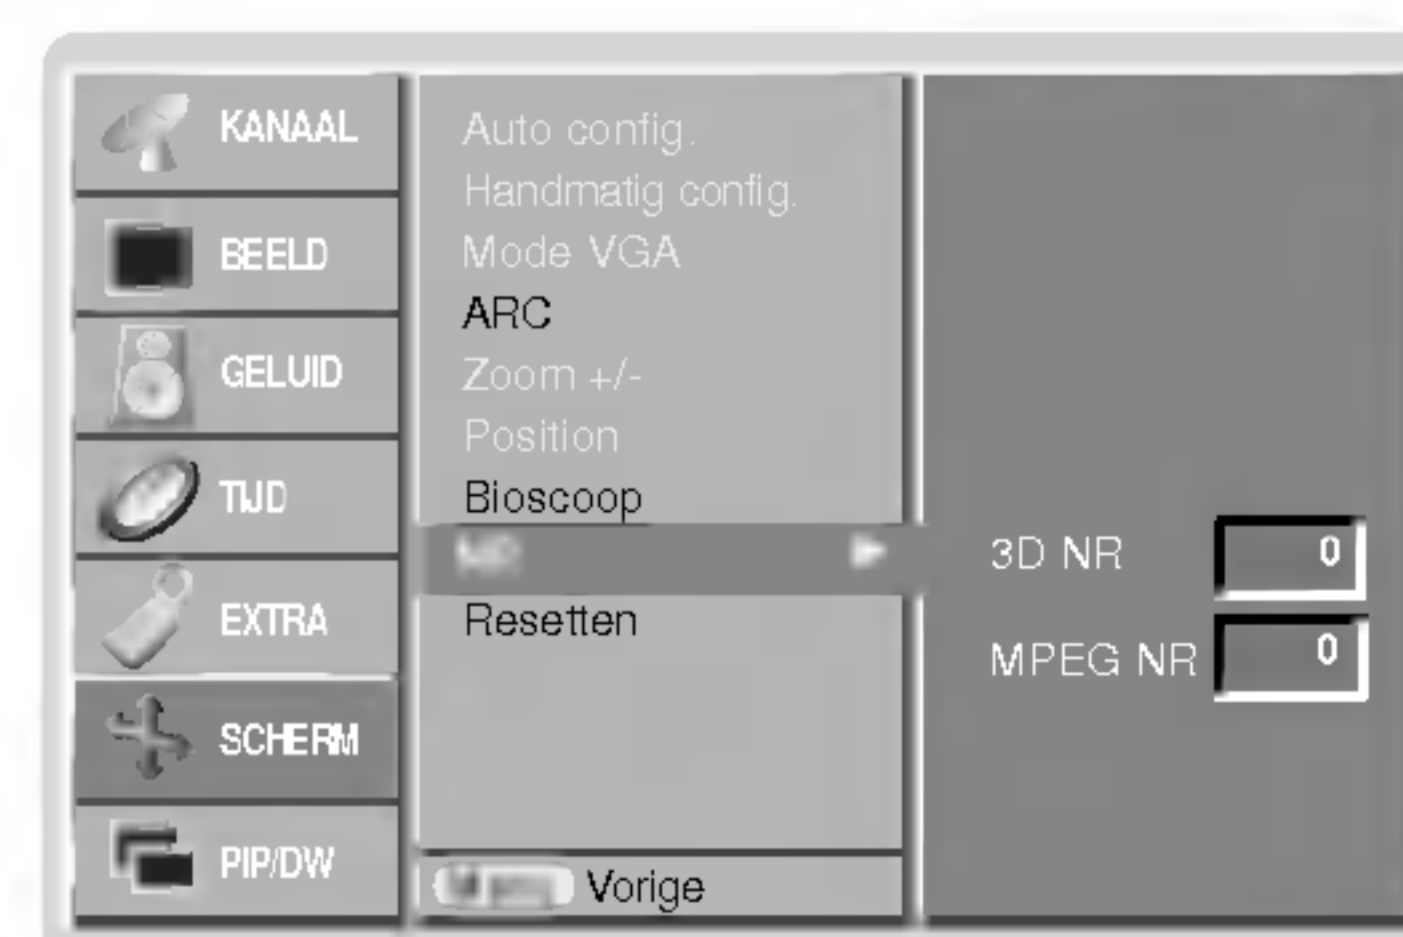 KANAAL
BEELD
GELUID
TIJD
EXTRA
SCHERM
PIP/DW
Auto config.
Handmatig config.
Mode VGA
ARC
Zoom +/-
Position
Bioscoop
Resetten
Vorige
3D NR 0
MPEG NR 0